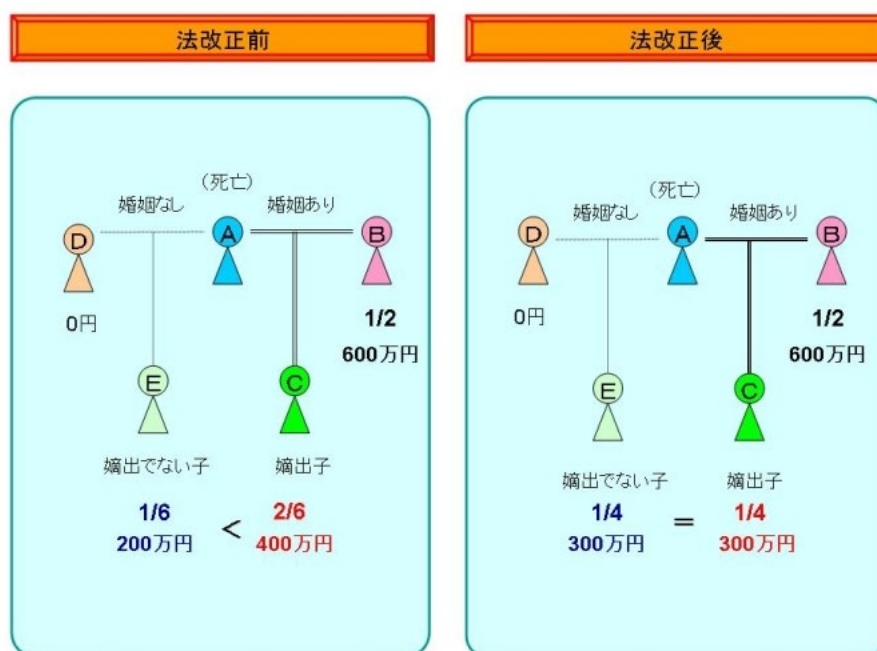 法改正前
(死亡)
婚姻なし
婚姻あり
D
A
B
0円
1/2
600万円
E
C
嫡出でない子
嫡出子
1/6
<
2/6
200万円
400万円
法改正後
(死亡)
婚姻なし
婚姻あり
D
A
B
0円
1/2
600万円
E
C
嫡出でない子
嫡出子
1/4
=
1/4
300万円
300万円